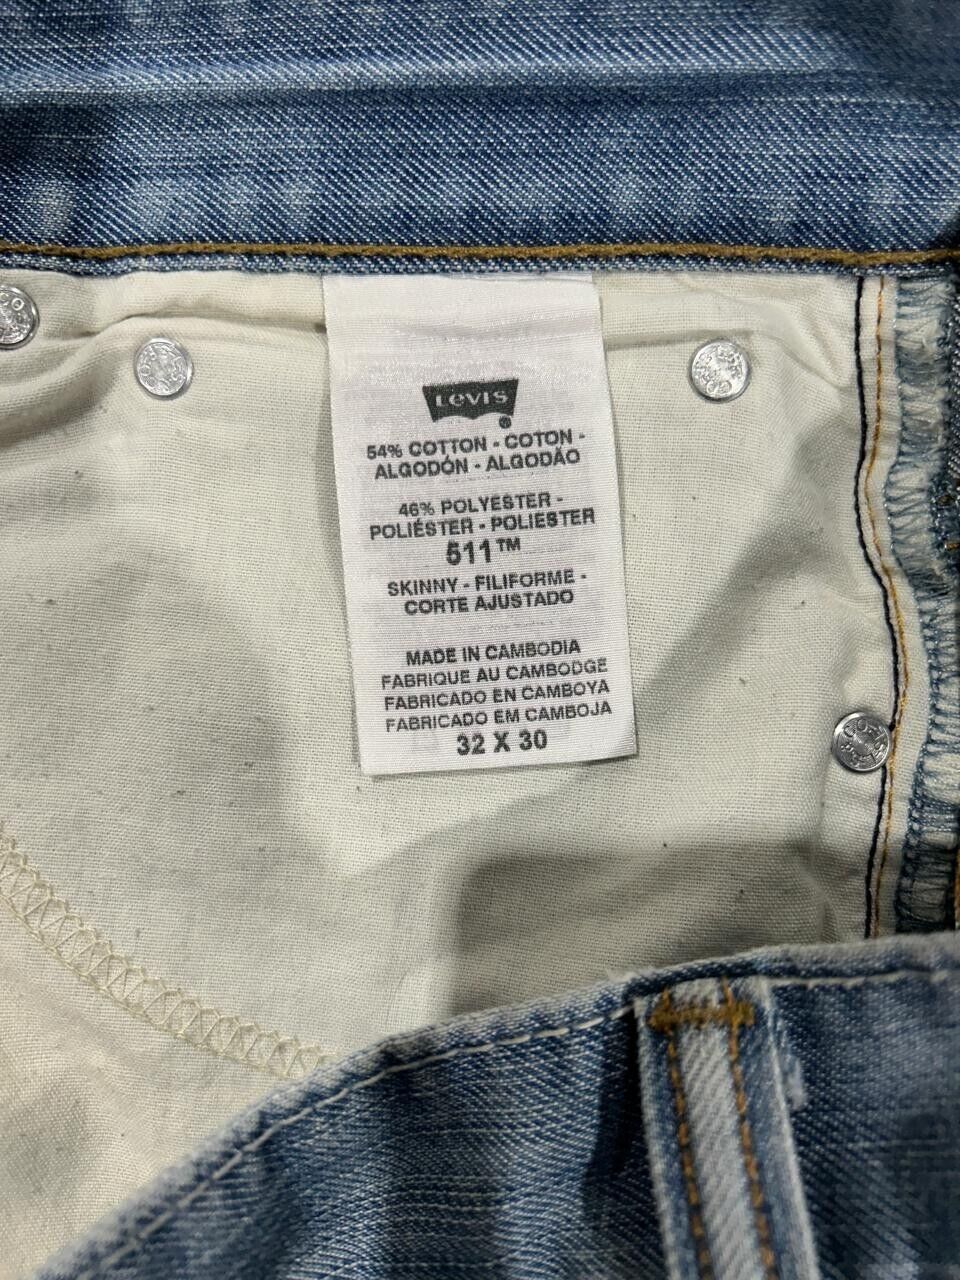 LEVI'S
54% COTTON - COTON -
ALGODÓN - ALGODÃO
46% POLYESTER -
POLIÉSTER - POLIESTER
511™
SKINNY - FILIFORME -
CORTE AJUSTADO
MADE IN CAMBODIA
FABRIQUE AU CAMBODGE
FABRICADO EN CAMBOYA
FABRICADO EM CAMBOJA
32 X 30